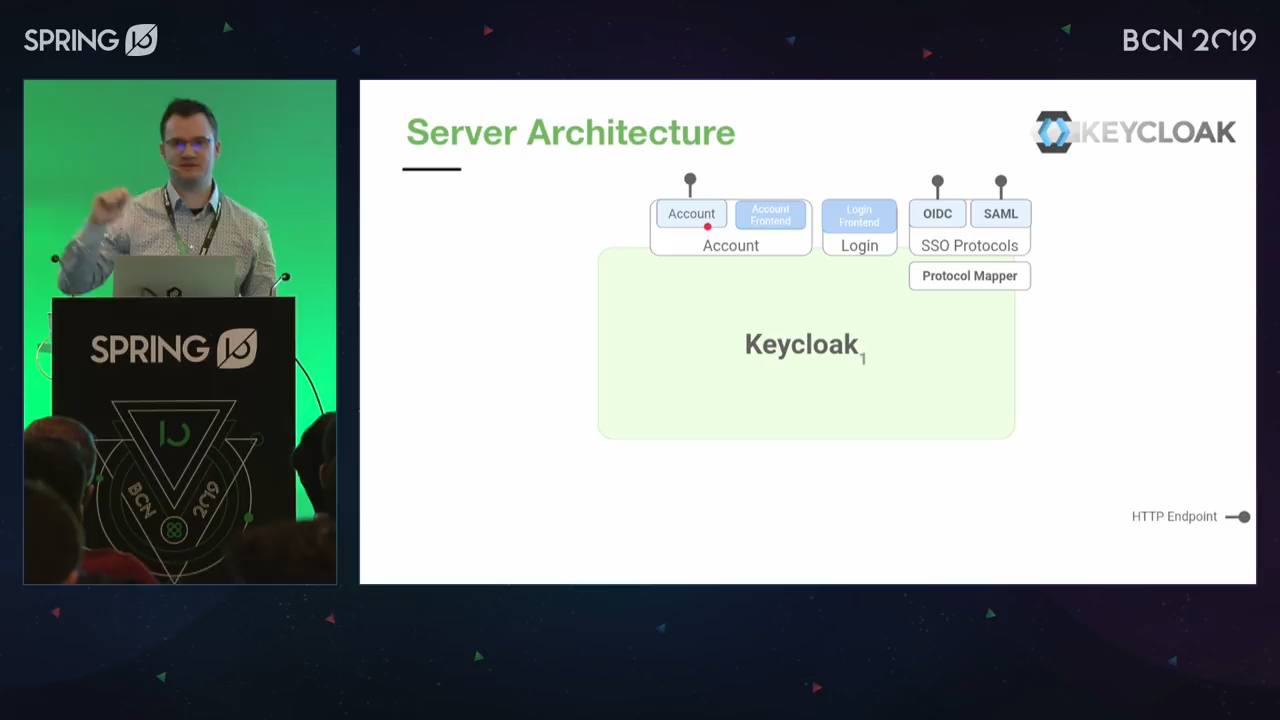 SPRING IO
BCN 2019
Server Architecture
KEYCLOAK
Account
Account
Frontend
Account
Login
Frontend
Login
OIDC
SAML
SSO Protocols
Protocol Mapper
Keycloak
1
HTTP Endpoint
SPRING IO
IO
BCN
2019